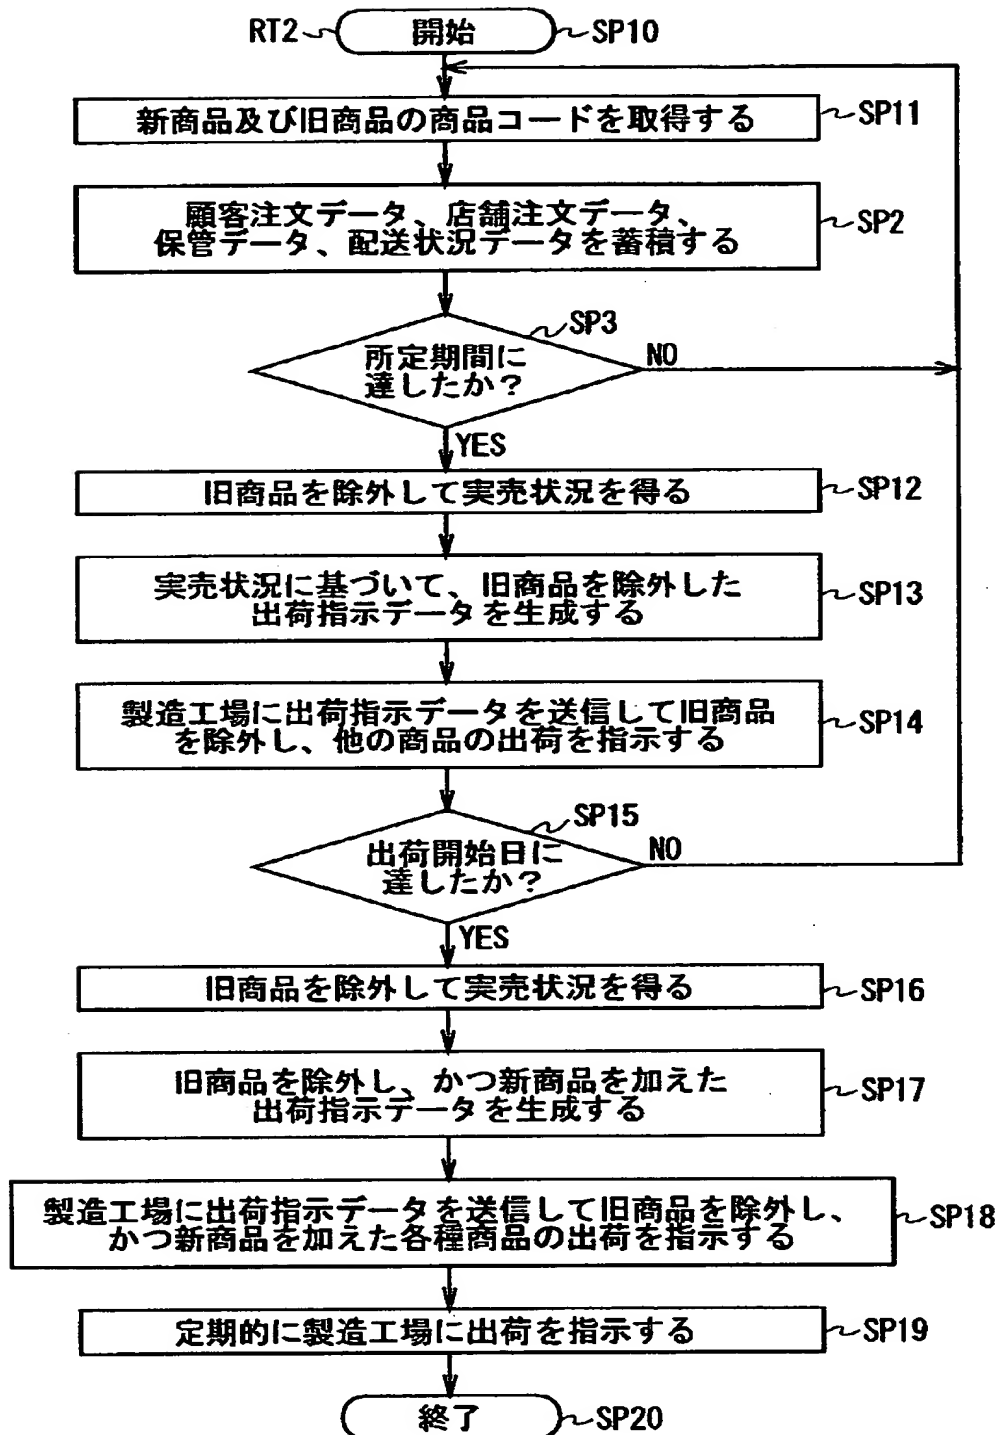 RT2 開始 SP10
新商品及び旧商品の商品コードを取得する SP11
顧客注文データ、店舗注文データ、
保管データ、配送状況データを蓄積する SP2
SP3
所定期間に
達したか？
NO
YES
旧商品を除外して実売状況を得る SP12
実売状況に基づいて、旧商品を除外した
出荷指示データを生成する SP13
製造工場に出荷指示データを送信して旧商品
を除外し、他の商品の出荷を指示する SP14
SP15
出荷開始日に
達したか？
NO
YES
旧商品を除外して実売状況を得る SP16
旧商品を除外し、かつ新商品を加えた
出荷指示データを生成する SP17
製造工場に出荷指示データを送信して旧商品を除外し、
かつ新商品を加えた各種商品の出荷を指示する SP18
定期的に製造工場に出荷を指示する SP19
終了 SP20